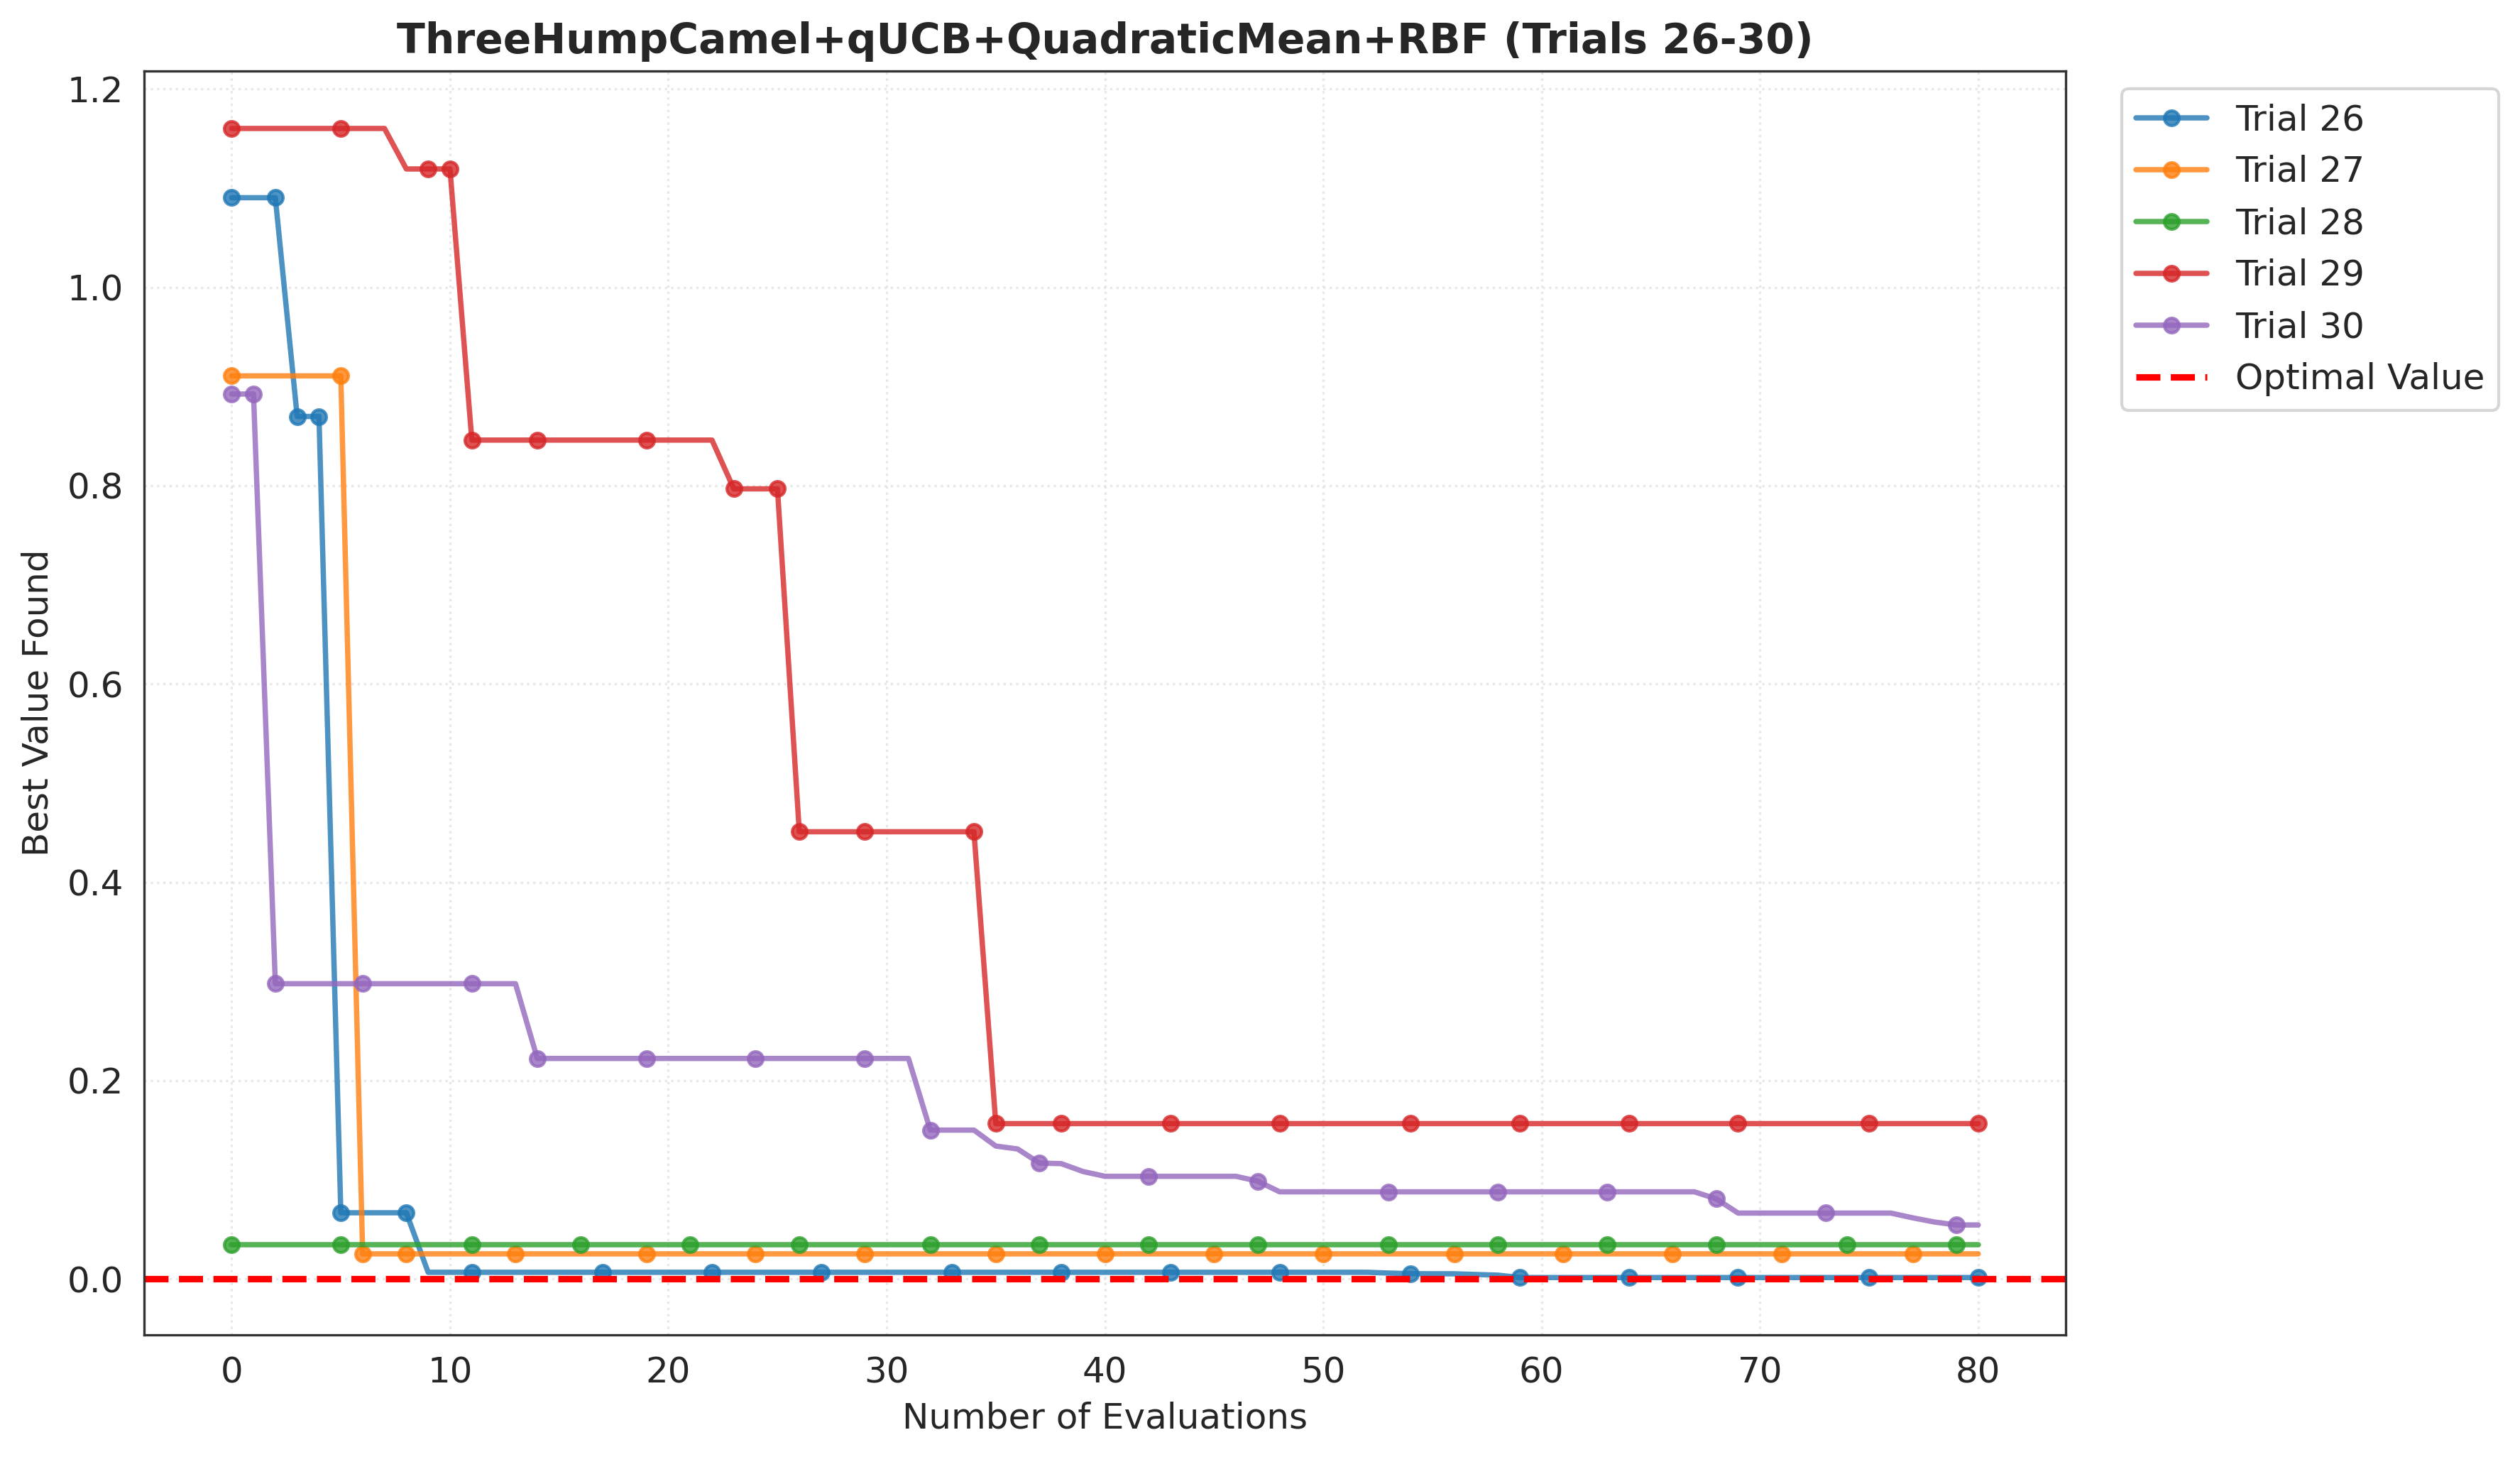 ThreeHumpCamel+qUCB+QuadraticMean+RBF (Trials 26-30)
Best Value Found
1.2
1.0
0.8
0.6
0.4
0.2
0.0
0 10 20 30 40 50 60 70 80
Number of Evaluations
Trial 26
Trial 27
Trial 28
Trial 29
Trial 30
Optimal Value